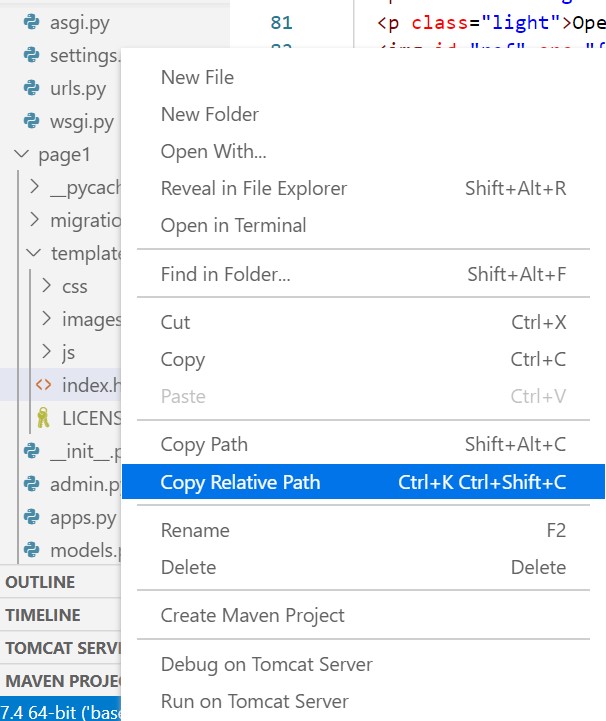 asgi.py
81
<p class="light">Ope
settings.
urls.py
wsgi.py
page1
__pycach
migratio
template
css
images
js
<> index.h
LICENS
__init__.p
admin.py
apps.py
models.p
OUTLINE
TIMELINE
TOMCAT SERV
MAVEN PROJEC
7.4 64-bit ('base
New File
New Folder
Open With...
Reveal in File Explorer Shift+Alt+R
Open in Terminal
Find in Folder... Shift+Alt+F
Cut Ctrl+X
Copy Ctrl+C
Paste Ctrl+V
Copy Path Shift+Alt+C
Copy Relative Path Ctrl+K Ctrl+Shift+C
Rename F2
Delete Delete
Create Maven Project
Debug on Tomcat Server
Run on Tomcat Server